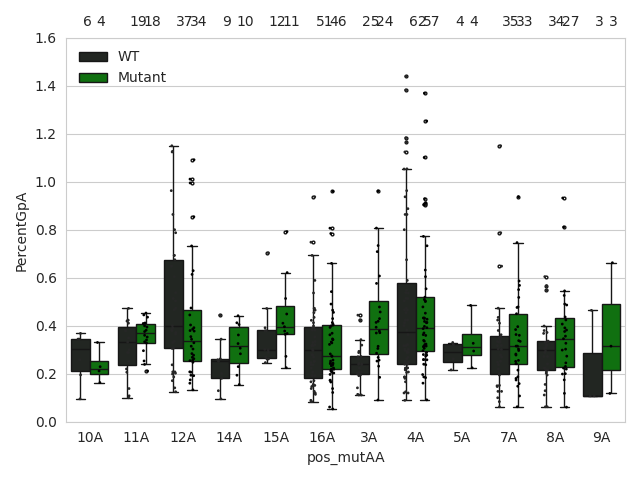 6 4 19 18 37 34 9 10 12 11 51 46 25 24 62 57 4 4 35 33 34 27 3 3
1.6
WT
Mutant
1.4
1.2
1.0
0.8
0.6
0.4
0.2
0.0
PercentGpA
10A 11A 12A 14A 15A 16A 3A 4A 5A 7A 8A 9A
pos_mutAA